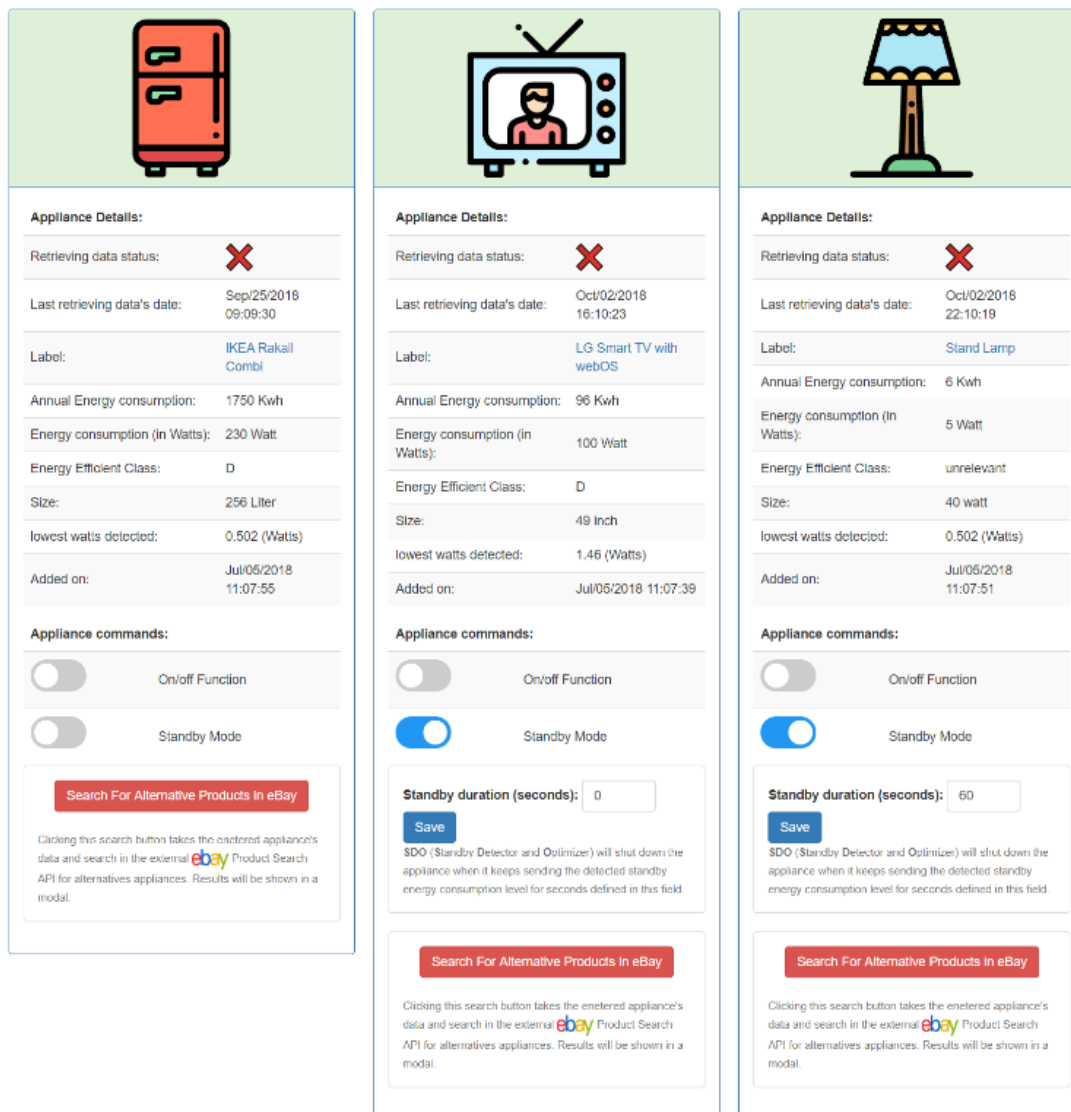 Appliance Details:
Retrieving data status:
Last retrieving data's date:
Sep/25/2018
09:09:30
Label:
IKEA Rakall
Combi
Annual Energy consumption:
1750 Kwh
Energy consumption (in Watts):
230 Watt
Energy Efficient Class:
D
Size:
256 Liter
lowest watts detected:
0.502 (Watts)
Added on:
Jul/05/2018
11:07:55
Appliance commands:
On/off Function
Standby Mode
Search For Alternative Products in eBay
Clicking this search button takes the enetered appliance's
data and search in the external ebay Product Search
API for alternatives appliances. Results will be shown in a
modal.
Appliance Details:
Retrieving data status:
Last retrieving data's date:
Oct/02/2018
16:10:23
Label:
LG Smart TV with
webOS
Annual Energy consumption:
96 Kwh
Energy consumption (in
Watts):
100 Watt
Energy Efficient Class:
D
Size:
49 Inch
lowest watts detected:
1.46 (Watts)
Added on:
Jul/05/2018 11:07:39
Appliance commands:
On/off Function
Standby Mode
Standby duration (seconds):
0
Save
SDO (Standby Detector and Optimizer) will shut down the
appliance when it keeps sending the detected standby
energy consumption level for seconds defined in this field.
Search For Alternative Products in eBay
Clicking this search button takes the enetered appliance's
data and search in the external ebay Product Search
API for alternatives appliances. Results will be shown in a
modal.
Appliance Details:
Retrieving data status:
Last retrieving data's date:
Oct/02/2018
22:10:19
Label:
Stand Lamp
Annual Energy consumption:
6 Kwh
Energy consumption (in
Watts):
5 Watt
Energy Efficient Class:
unrelevant
Size:
40 watt
lowest watts detected:
0.502 (Watts)
Added on:
Jul/05/2018
11:07:51
Appliance commands:
On/off Function
Standby Mode
Standby duration (seconds):
60
Save
SDO (Standby Detector and Optimizer) will shut down the
appliance when it keeps sending the detected standby
energy consumption level for seconds defined in this field.
Search For Alternative Products in eBay
Clicking this search button takes the enetered appliance's
data and search in the external ebay Product Search
API for alternatives appliances. Results will be shown in a
modal.